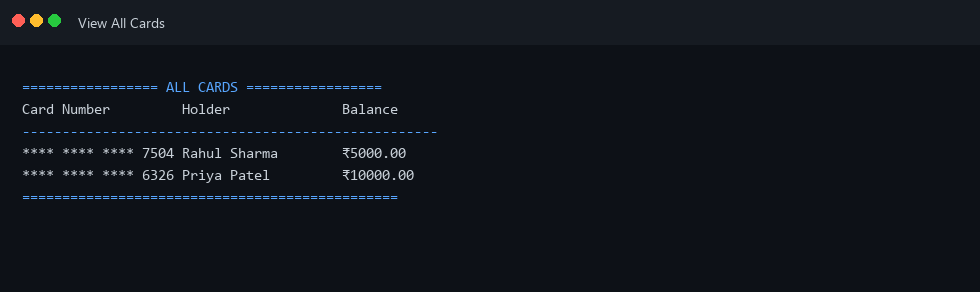 View All Cards
================= ALL CARDS =================
Card Number         Holder              Balance
----------------------------------------------------
**** **** **** 7504 Rahul Sharma        ₹5000.00
**** **** **** 6326 Priya Patel         ₹10000.00
===============================================